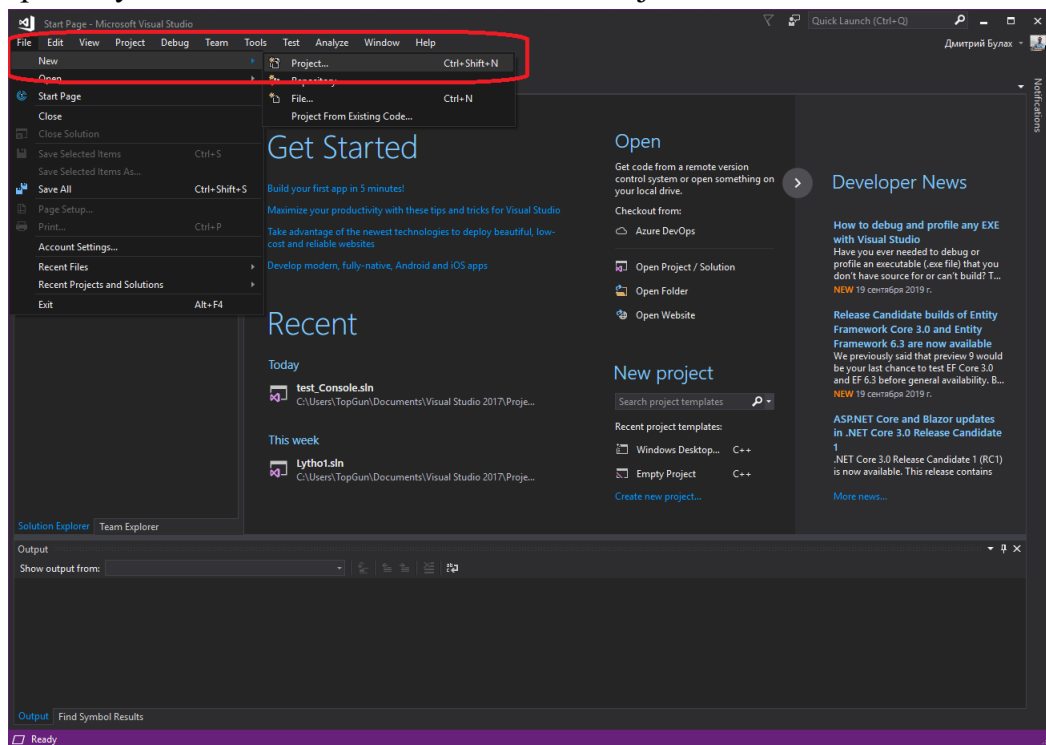 Start Page - Microsoft Visual Studio
Quick Launch (Ctrl+Q)
File Edit View Project Debug Team Tools Test Analyze Window Help
Дмитрий Булах
New
Project... Ctrl+Shift+N
Open
Repository...
Start Page
File... Ctrl+N
Close
Project From Existing Code...
Close Solution
Save Selected Items Ctrl+S
Save Selected Items As...
Save All Ctrl+Shift+S
Page Setup...
Print... Ctrl+P
Account Settings...
Recent Files
Recent Projects and Solutions
Exit Alt+F4
Get Started
Build your first app in 5 minutes!
Maximize your productivity with these tips and tricks for Visual Studio
Take advantage of the newest technologies to deploy beautiful, low-
cost and reliable websites
Develop modern, fully-native, Android and iOS apps
Recent
Today
test_Console.sln
C:\Users\TopGun\Documents\Visual Studio 2017\Proje...
This week
Lytho1.sln
C:\Users\TopGun\Documents\Visual Studio 2017\Proje...
Open
Get code from a remote version
control system or open something on
your local drive.
Checkout from:
Azure DevOps
Open Project / Solution
Open Folder
Open Website
New project
Search project templates
Recent project templates:
Windows Desktop... C++
Empty Project C++
Create new project...
Developer News
How to debug and profile any EXE
with Visual Studio
Have you ever needed to debug or
profile an executable (.exe file) that you
don't have source for or can't build? T...
NEW 19 сентября 2019 г.
Release Candidate builds of Entity
Framework Core 3.0 and Entity
Framework 6.3 are now available
We previously said that preview 9 would
be your last chance to test EF Core 3.0
and EF 6.3 before general availability. B...
NEW 19 сентября 2019 г.
ASP.NET Core and Blazor updates
in .NET Core 3.0 Release Candidate
1
.NET Core 3.0 Release Candidate 1 (RC1)
is now available. This release contains
More news...
Notifications
Solution Explorer Team Explorer
Output
Show output from:
Output Find Symbol Results
Ready